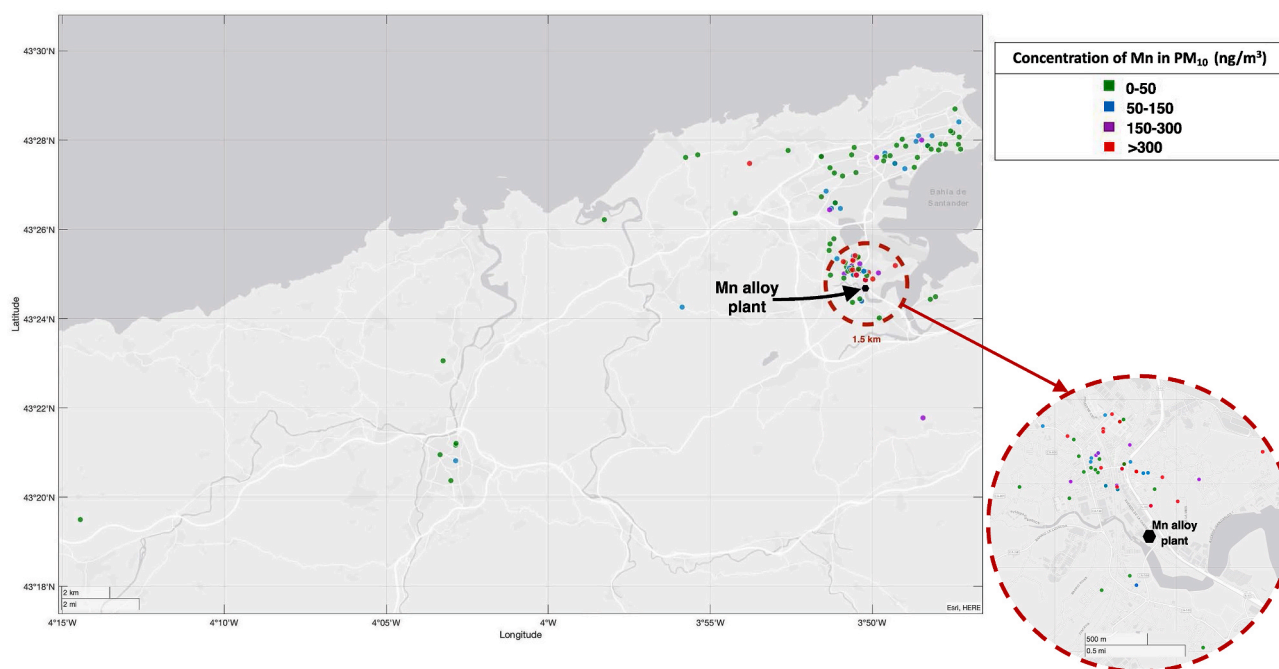 43°30'N
43°28'N
43°26'N
43°24'N
43°22'N
43°20'N
43°18'N
Latitude
4°15'W
4°10'W
4°05'W
4°W
3°55'W
3°50'W
Longitude
2 km
2 mi
Esri, HERE
Bahía de
Santander
Mn alloy
plant
1.5 km
Concentration of Mn in PM₁₀ (ng/m³)
0-50
50-150
150-300
>300
Mn alloy
plant
500 m
0.5 mi